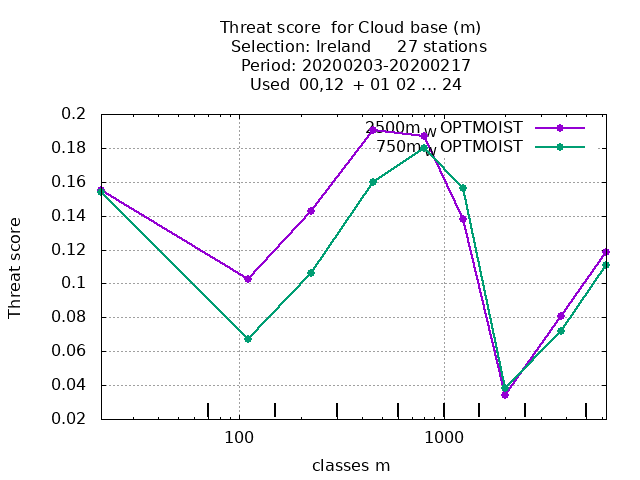 Threat score  for Cloud base (m)
Selection: Ireland     27 stations
Period: 20200203-20200217
Used  00,12  + 01 02 ... 24
2500m_W OPTMOIST
750m_W OPTMOIST
0.2
0.18
0.16
0.14
0.12
0.1
0.08
0.06
0.04
0.02
Threat score
100 1000
classes m